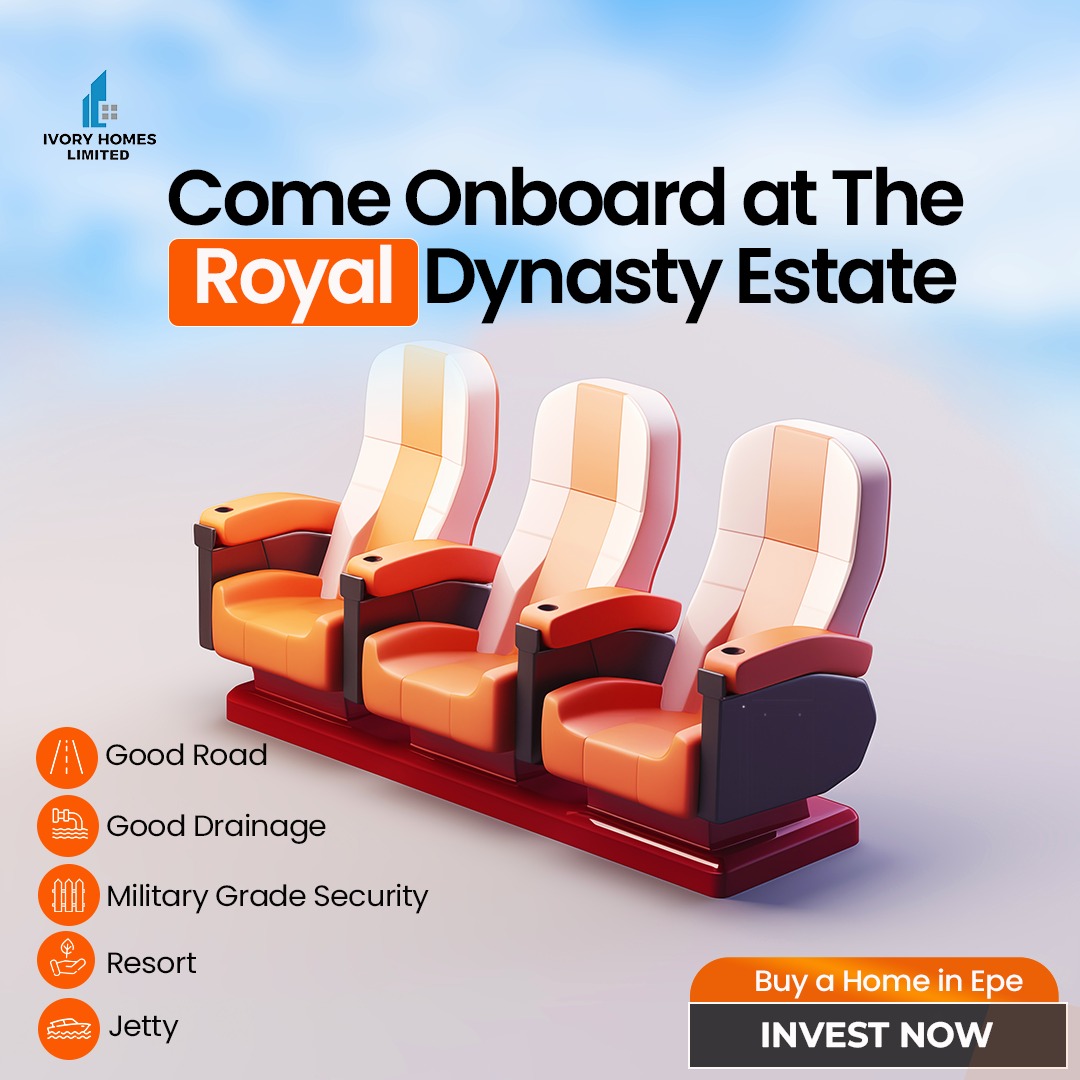 IVORY HOMES
LIMITED
Come Onboard at The
Royal Dynasty Estate
Good Road
Good Drainage
Military Grade Security
Resort
Jetty
Buy a Home in Epe
INVEST NOW